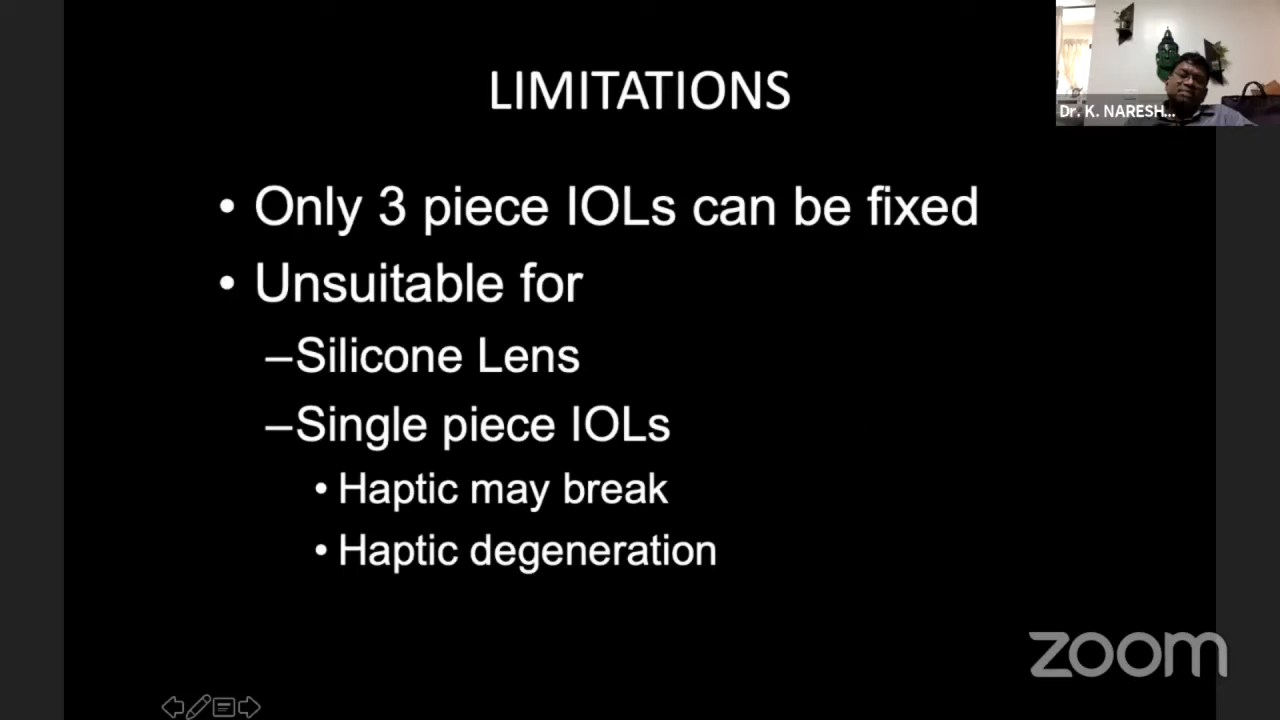 LIMITATIONS
Dr. K. NARESH...
• Only 3 piece IOLs can be fixed
• Unsuitable for
–Silicone Lens
–Single piece IOLs
• Haptic may break
• Haptic degeneration
zoom